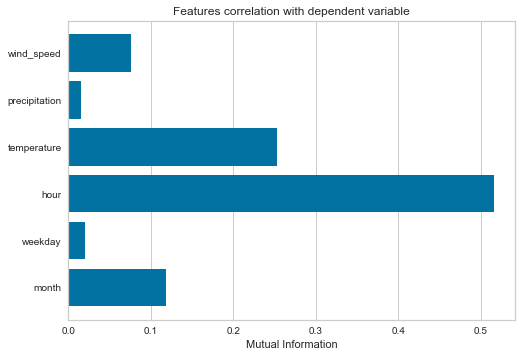 Features correlation with dependent variable
wind_speed
precipitation
temperature
hour
weekday
month
0.0 0.1 0.2 0.3 0.4 0.5
Mutual Information